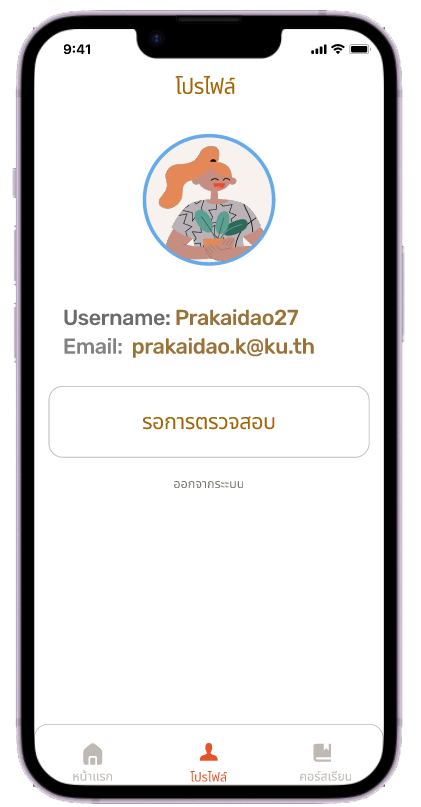 9:41
โปรไฟล์
Username: Prakaidao27
Email: prakaidao.k@ku.th
รอการตรวจสอบ
ออกจากระะบบ
หน้าแรก
โปรไฟล์
คอร์สเรียน